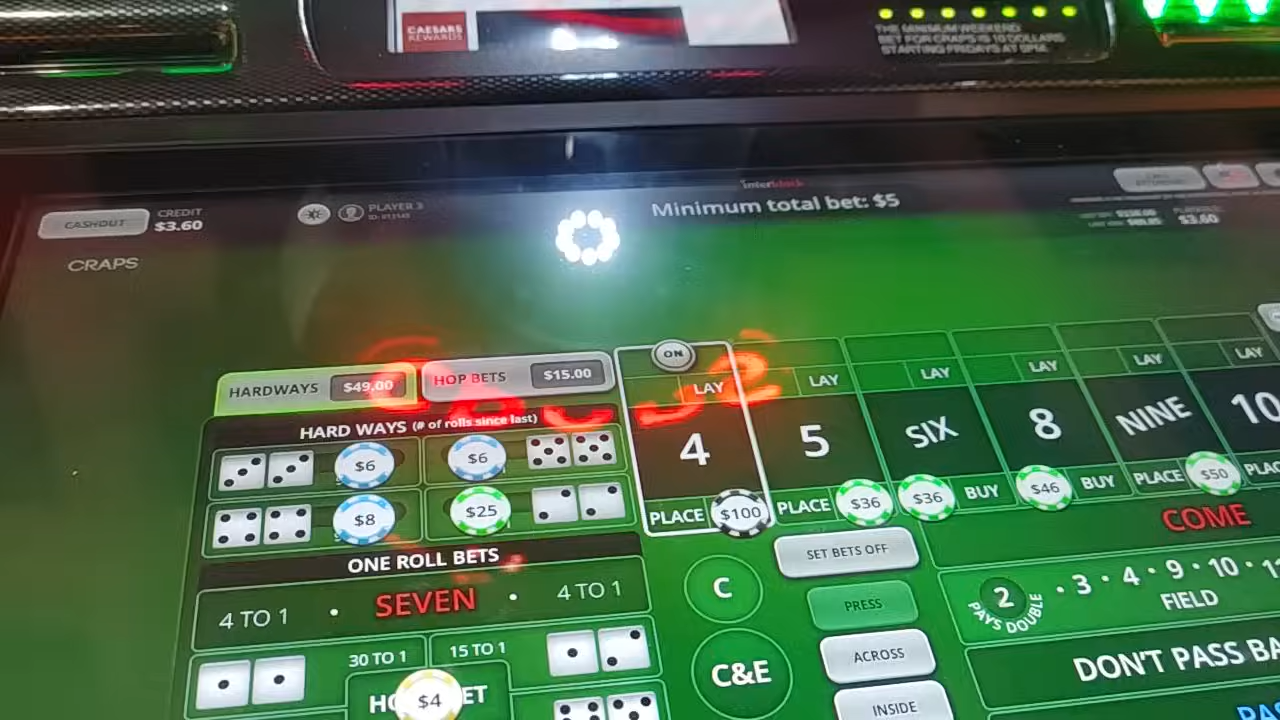 CAESARS
REWARDS
THE MINIMUM WEEKEND
BET FOR CRAPS IS 10 DOLLARS
STARTING FRIDAYS AT 6PM.
CASHOUT
CREDIT
$3.60
PLAYER 3
interblock
Minimum total bet: $5
$3.60
CRAPS
HARDWAYS $49.00
HOP BETS $15.00
HARD WAYS (# of rolls since last)
$6
$6
$8
$25
ONE ROLL BETS
4 TO 1 • SEVEN • 4 TO 1
30 TO 1
15 TO 1
$4
ON
LAY
LAY
LAY
LAY
LAY
LAY
4
5
SIX
8
NINE
10
PLACE $100
PLACE $36
$36 BUY
$46 BUY
PLACE $50
COME
C
SET BETS OFF
PRESS
C&E
ACROSS
INSIDE
2
PAYS DOUBLE
• 3 • 4 • 9 • 10 •
FIELD
DON'T PASS